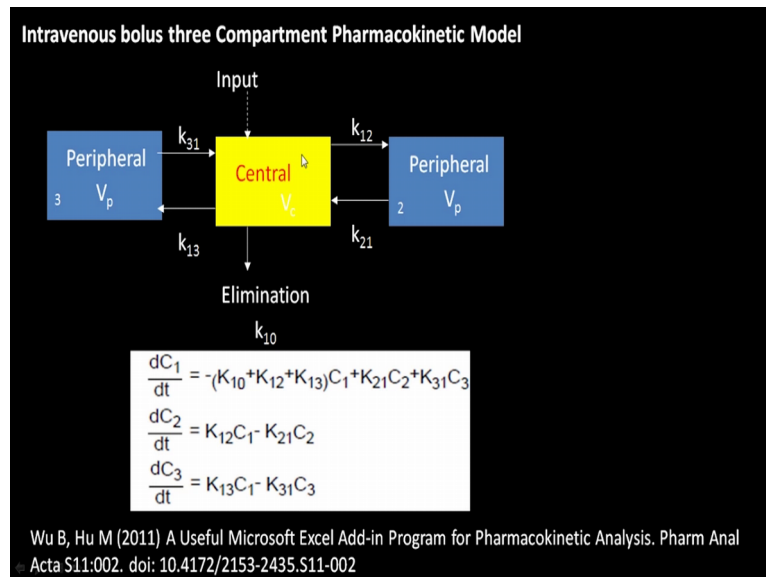 Intravenous bolus three Compartment Pharmacokinetic Model
Input
k31
k12
Peripheral
3 Vp
Central
Vc
Peripheral
2 Vp
k13
k21
Elimination
k10
dC1/dt = -(K10+K12+K13)C1+K21C2+K31C3
dC2/dt = K12C1- K21C2
dC3/dt = K13C1- K31C3
Wu B, Hu M (2011) A Useful Microsoft Excel Add-in Program for Pharmacokinetic Analysis. Pharm Anal
Acta S11:002. doi: 10.4172/2153-2435.S11-002